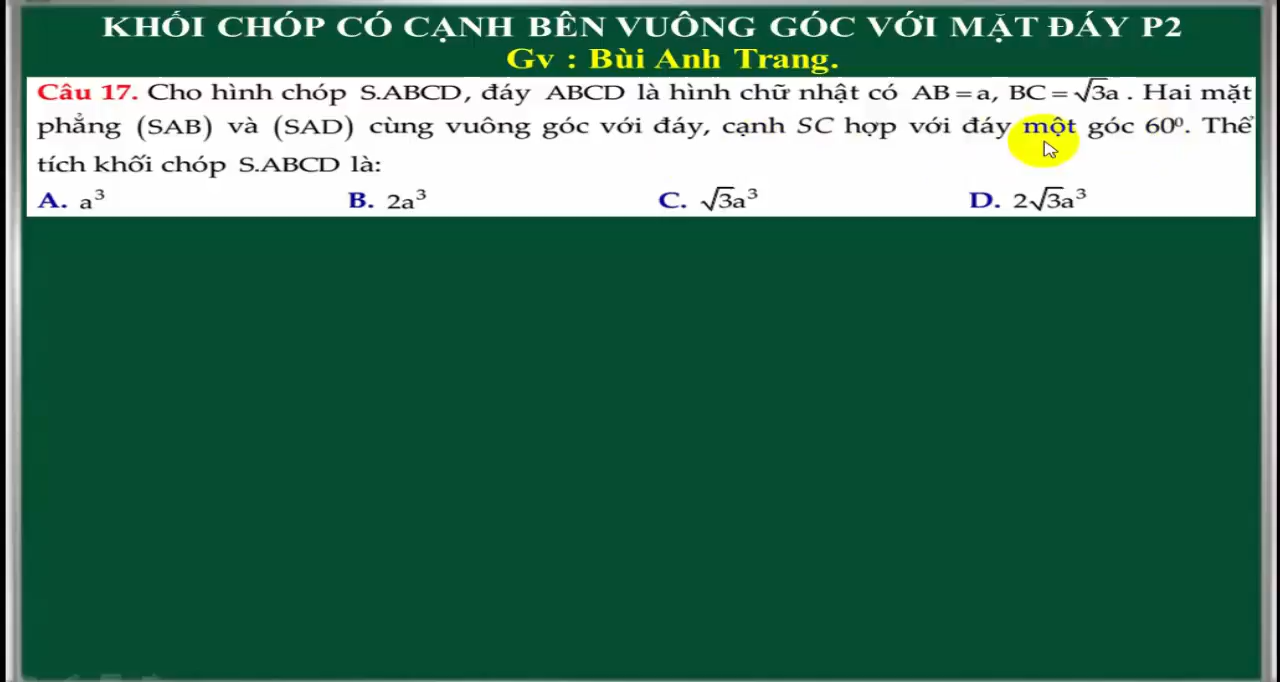 KHỐI CHÓP CÓ CẠNH BÊN VUÔNG GÓC VỚI MẶT ĐÁY P2
Gv : Bùi Anh Trang.
Câu 17. Cho hình chóp S.ABCD, đáy ABCD là hình chữ nhật có AB = a, BC = √3a . Hai mặt
phẳng (SAB) và (SAD) cùng vuông góc với đáy, cạnh SC hợp với đáy một góc 60⁰. Thể
tích khối chóp S.ABCD là:
A. a³ B. 2a³ C. √3a³ D. 2√3a³